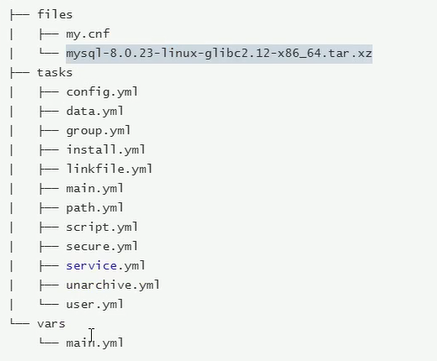 ├── files
│   ├── my.cnf
│   └── mysql-8.0.23-linux-glibc2.12-x86_64.tar.xz
├── tasks
│   ├── config.yml
│   ├── data.yml
│   ├── group.yml
│   ├── install.yml
│   ├── linkfile.yml
│   ├── main.yml
│   ├── path.yml
│   ├── script.yml
│   ├── secure.yml
│   ├── service.yml
│   ├── unarchive.yml
│   └── user.yml
└── vars
    └── main.yml